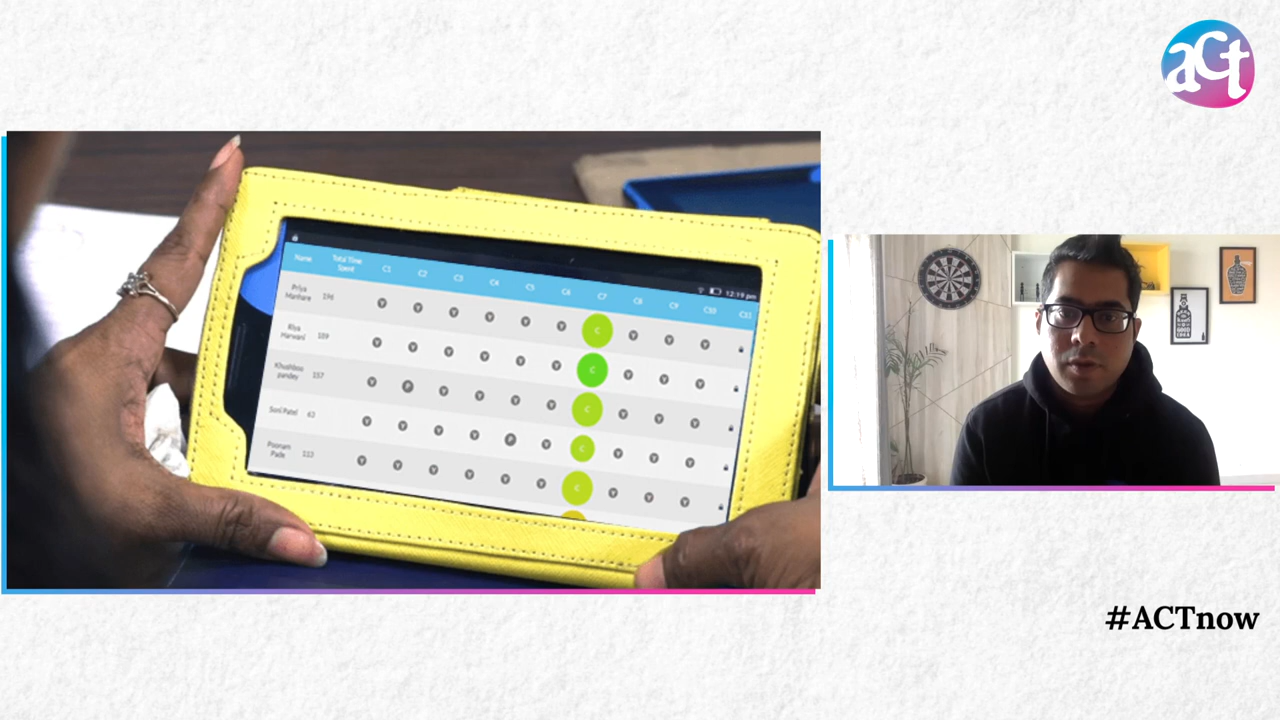 act
12:19 pm
Name Total Time Spent C1 C2 C3 C4 C5 C6 C7 C8 C9 C10 C11
Priya Manhare 196 Y Y Y Y Y Y C Y Y Y
Riya Marwani 189 Y Y Y Y Y Y C Y Y Y
Khushboo pandey 157 Y P Y Y Y Y C Y Y Y
Soni Patel 63 Y Y Y Y P Y C Y Y Y
Poonam Pade 113 Y Y Y Y Y Y C Y Y Y
#ACTnow